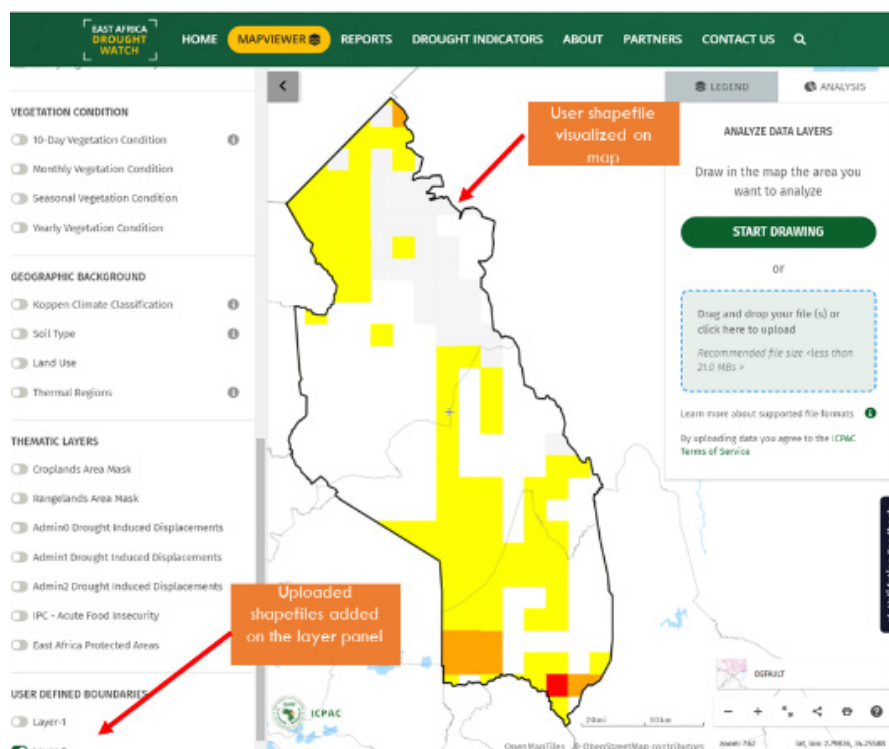 EAST AFRICA
DROUGHT
WATCH
HOME
MAPVIEWER
REPORTS
DROUGHT INDICATORS
ABOUT
PARTNERS
CONTACT US
VEGETATION CONDITION
10-Day Vegetation Condition
Monthly Vegetation Condition
Seasonal Vegetation Condition
Yearly Vegetation Condition
GEOGRAPHIC BACKGROUND
Koppen Climate Classification
Soil Type
Land Use
Thermal Regions
THEMATIC LAYERS
Croplands Area Mask
Rangelands Area Mask
Admin0 Drought Induced Displacements
Admin1 Drought Induced Displacements
Admin2 Drought Induced Displacements
IPC - Acute Food Insecurity
East Africa Protected Areas
USER DEFINED BOUNDARIES
Layer-1
User shapefile
visualized on
map
Uploaded
shapefiles added
on the layer panel
ICPAC
20mi
30km
OpenMapTiles © OpenStreetMap contributors
LEGEND
ANALYSIS
ANALYZE DATA LAYERS
Draw in the map the area you
want to analyze
START DRAWING
or
Drag and drop your file (s) or
click here to upload
Recommended file size <less than
21.0 MBs >
Learn more about supported file formats
By uploading data you agree to the ICPAC
Terms of Service
DEFAULT